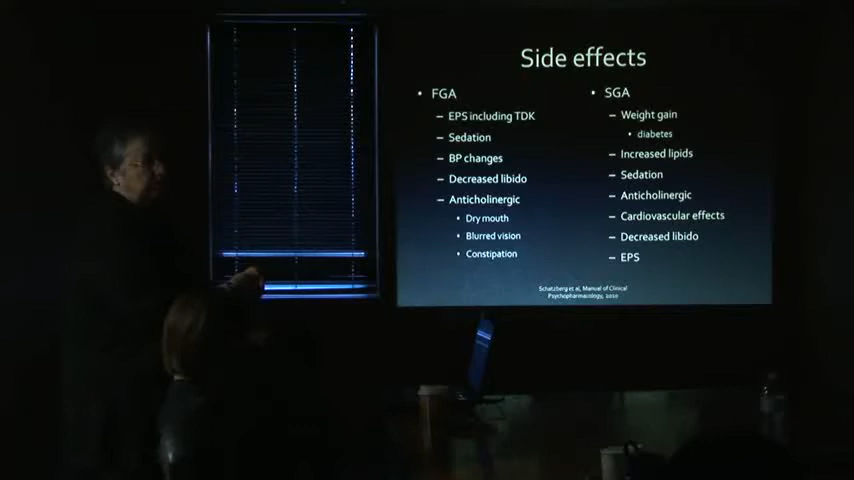 Side effects
• FGA
– EPS including TDK
– Sedation
– BP changes
– Decreased libido
– Anticholinergic
• Dry mouth
• Blurred vision
• Constipation
• SGA
– Weight gain
• diabetes
– Increased lipids
– Sedation
– Anticholinergic
– Cardiovascular effects
– Decreased libido
– EPS
Schatzberg et al, Manual of Clinical
Psychopharmacology, 2010